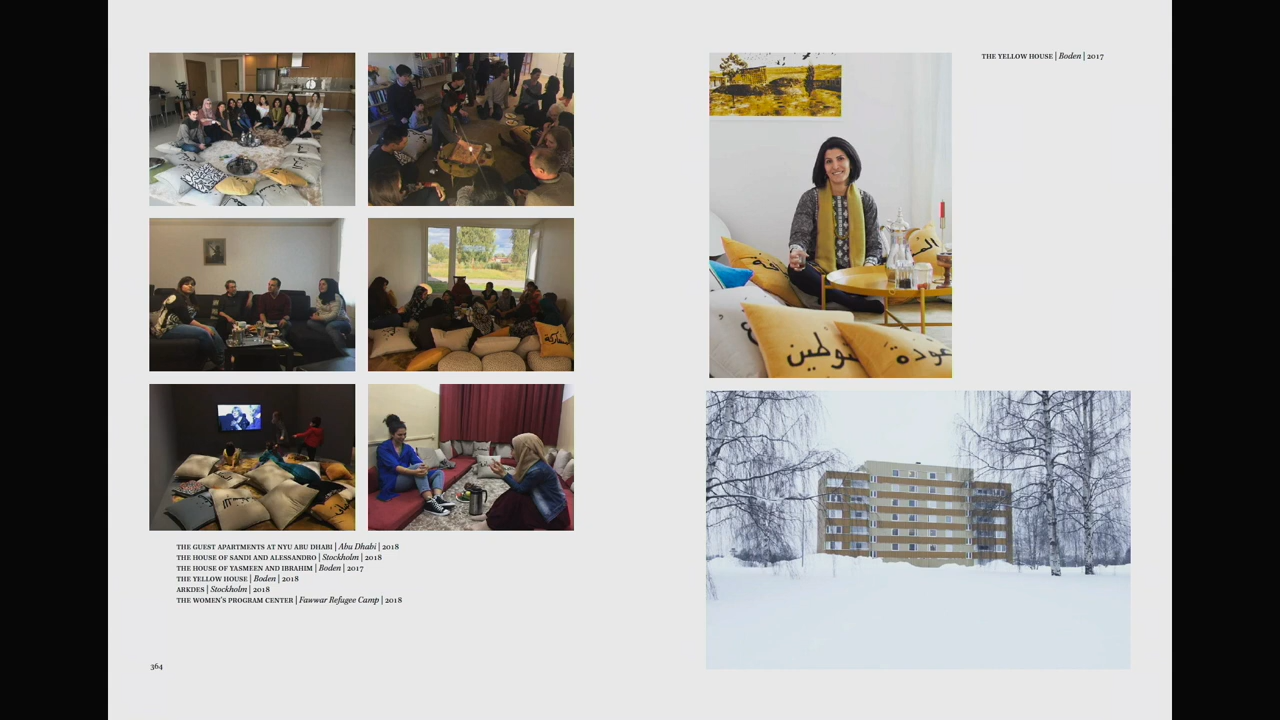 THE GUEST APARTMENTS AT NYU ABU DHABI | Abu Dhabi | 2018
THE HOUSE OF SANDI AND ALESSANDRO | Stockholm | 2018
THE HOUSE OF YASMEEN AND IBRAHIM | Boden | 2017
THE YELLOW HOUSE | Boden | 2018
ARKDES | Stockholm | 2018
THE WOMEN'S PROGRAM CENTER | Fawwar Refugee Camp | 2018
364
THE YELLOW HOUSE | Boden | 2017
مشاركة